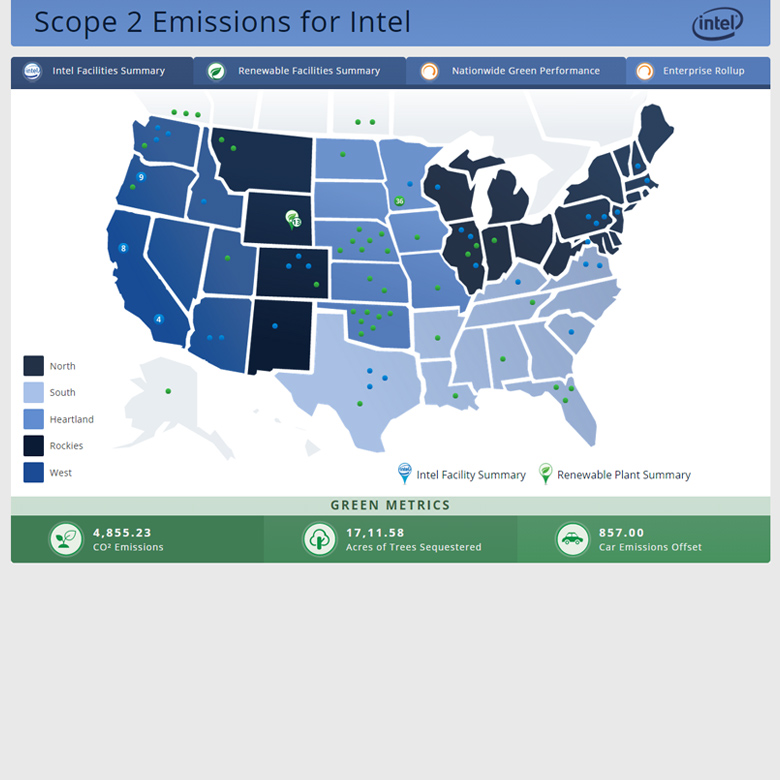 Scope 2 Emissions for Intel
intel
Intel Facilities Summary
Renewable Facilities Summary
Nationwide Green Performance
Enterprise Rollup
9
36
13
8
4
North
South
Heartland
Rockies
West
Intel Facility Summary
Renewable Plant Summary
GREEN METRICS
4,855.23
CO² Emissions
17,11.58
Acres of Trees Sequestered
857.00
Car Emissions Offset